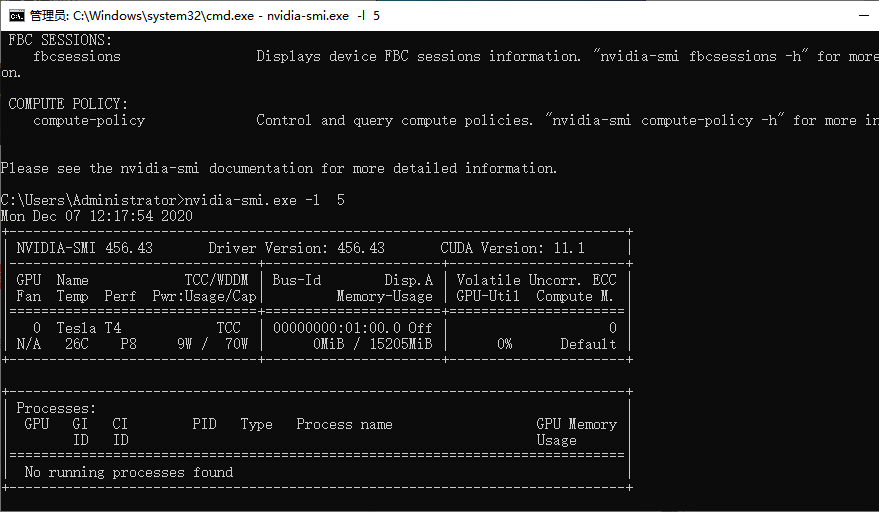 管理员: C:\Windows\system32\cmd.exe - nvidia-smi.exe -l 5
FBC SESSIONS:
fbcsessions Displays device FBC sessions information. "nvidia-smi fbcsessions -h" for more
on.
COMPUTE POLICY:
compute-policy Control and query compute policies. "nvidia-smi compute-policy -h" for more in
Please see the nvidia-smi documentation for more detailed information.
C:\Users\Administrator>nvidia-smi.exe -l 5
Mon Dec 07 12:17:54 2020
+-----------------------------------------------------------------------------+
| NVIDIA-SMI 456.43 Driver Version: 456.43 CUDA Version: 11.1 |
|-------------------------------+----------------------+----------------------+
| GPU Name TCC/WDDM | Bus-Id Disp.A | Volatile Uncorr. ECC |
| Fan Temp Perf Pwr:Usage/Cap| Memory-Usage | GPU-Util Compute M. |
|===============================+======================+======================|
| 0 Tesla T4 TCC | 00000000:01:00.0 Off | 0 |
| N/A 26C P8 9W / 70W | 0MiB / 15205MiB | 0% Default |
+-------------------------------+----------------------+----------------------+
+-----------------------------------------------------------------------------+
| Processes: |
| GPU GI CI PID Type Process name GPU Memory |
| ID ID Usage |
|=============================================================================|
| No running processes found |
+-----------------------------------------------------------------------------+